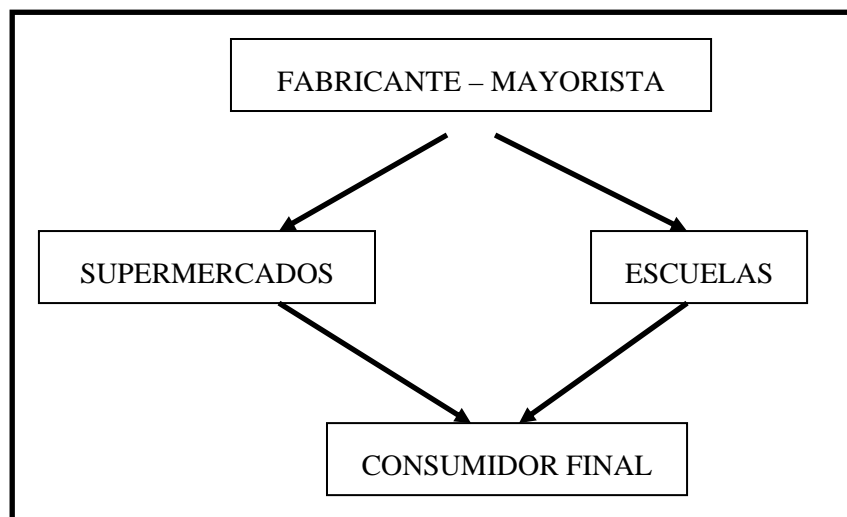 FABRICANTE – MAYORISTA
SUPERMERCADOS
ESCUELAS
CONSUMIDOR FINAL